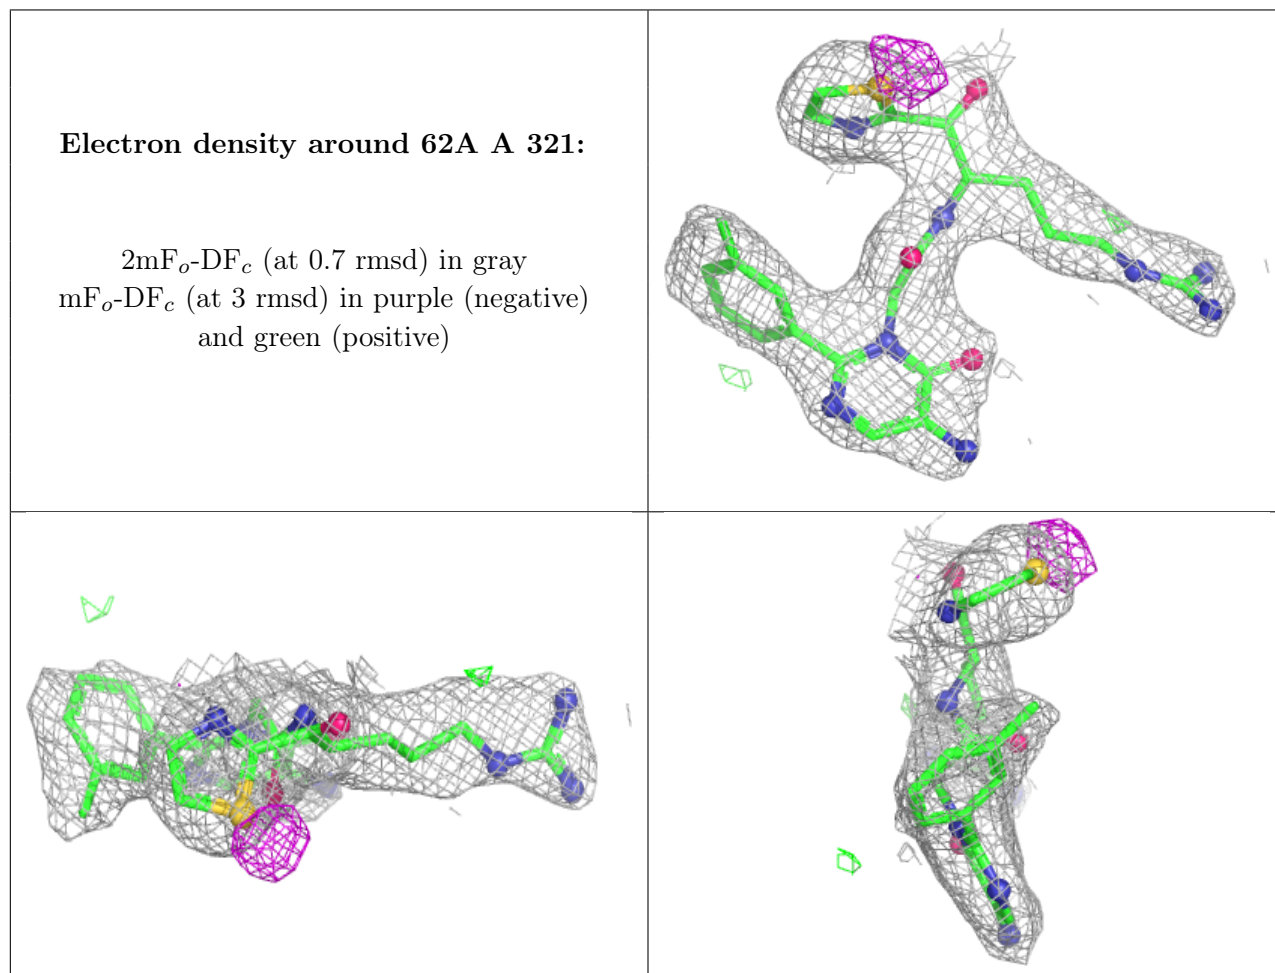 Electron density around 62A A 321:
2mFo-DFc (at 0.7 rmsd) in gray
mFo-DFc (at 3 rmsd) in purple (negative)
and green (positive)